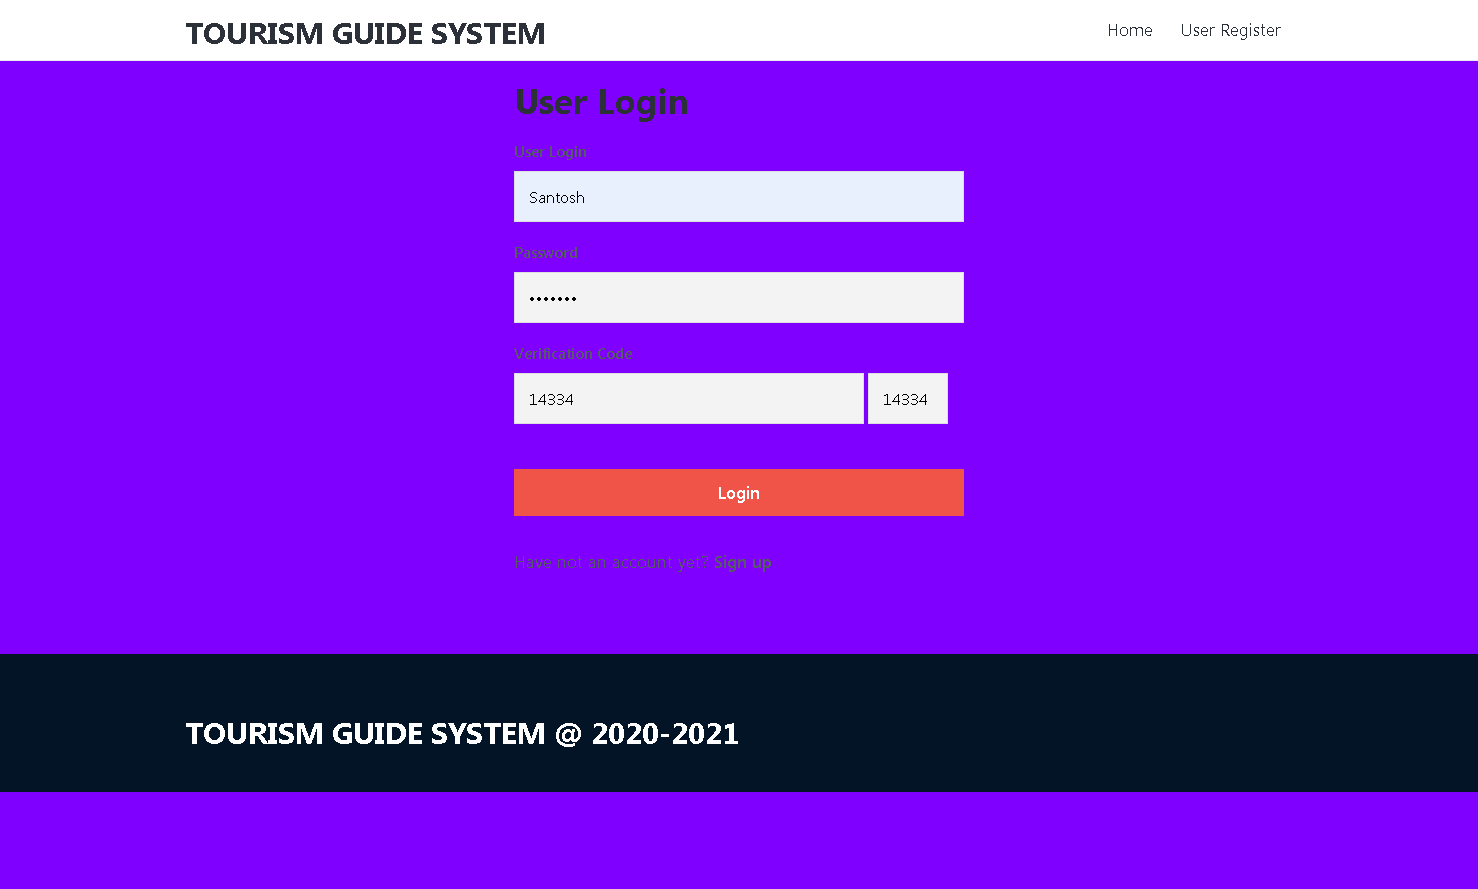 TOURISM GUIDE SYSTEM
Home User Register
User Login
User Login
Santosh
Password
•••••••
Verification Code
14334 14334
Login
Have not an account yet? Sign up
TOURISM GUIDE SYSTEM @ 2020-2021